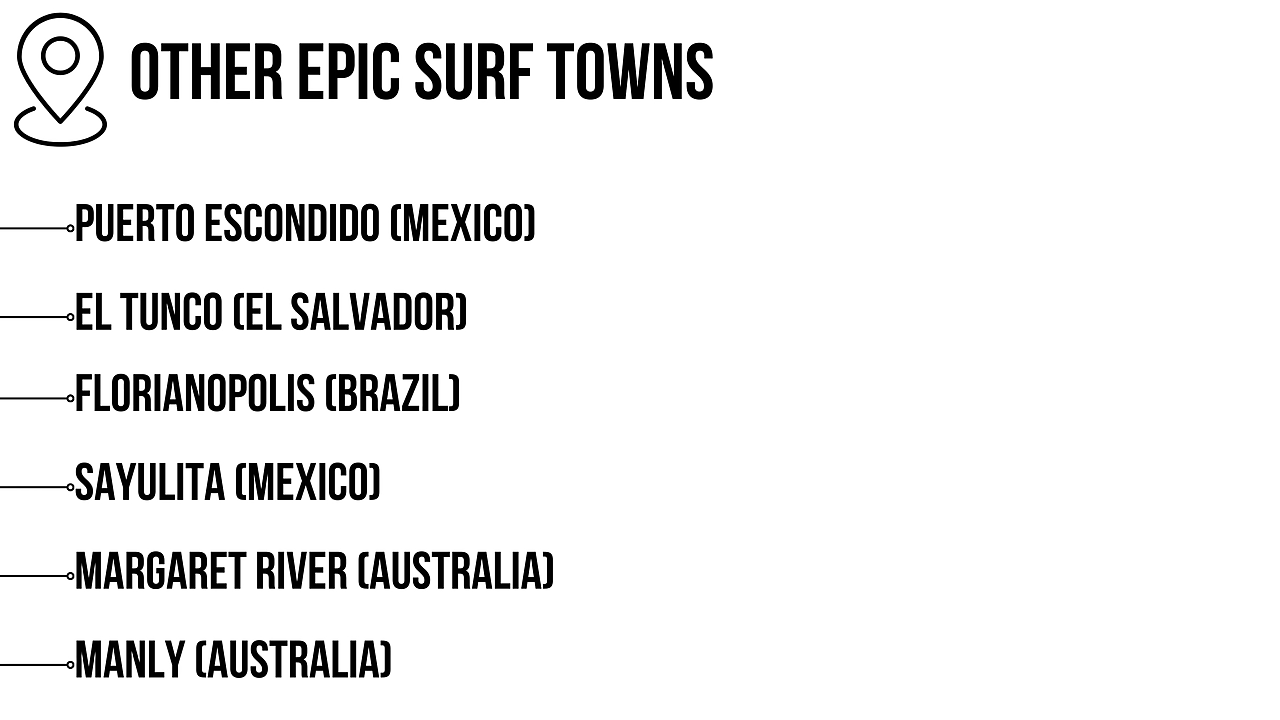 OTHER EPIC SURF TOWNS
PUERTO ESCONDIDO (MEXICO)
EL TUNCO (EL SALVADOR)
FLORIANOPOLIS (BRAZIL)
SAYULITA (MEXICO)
MARGARET RIVER (AUSTRALIA)
MANLY (AUSTRALIA)